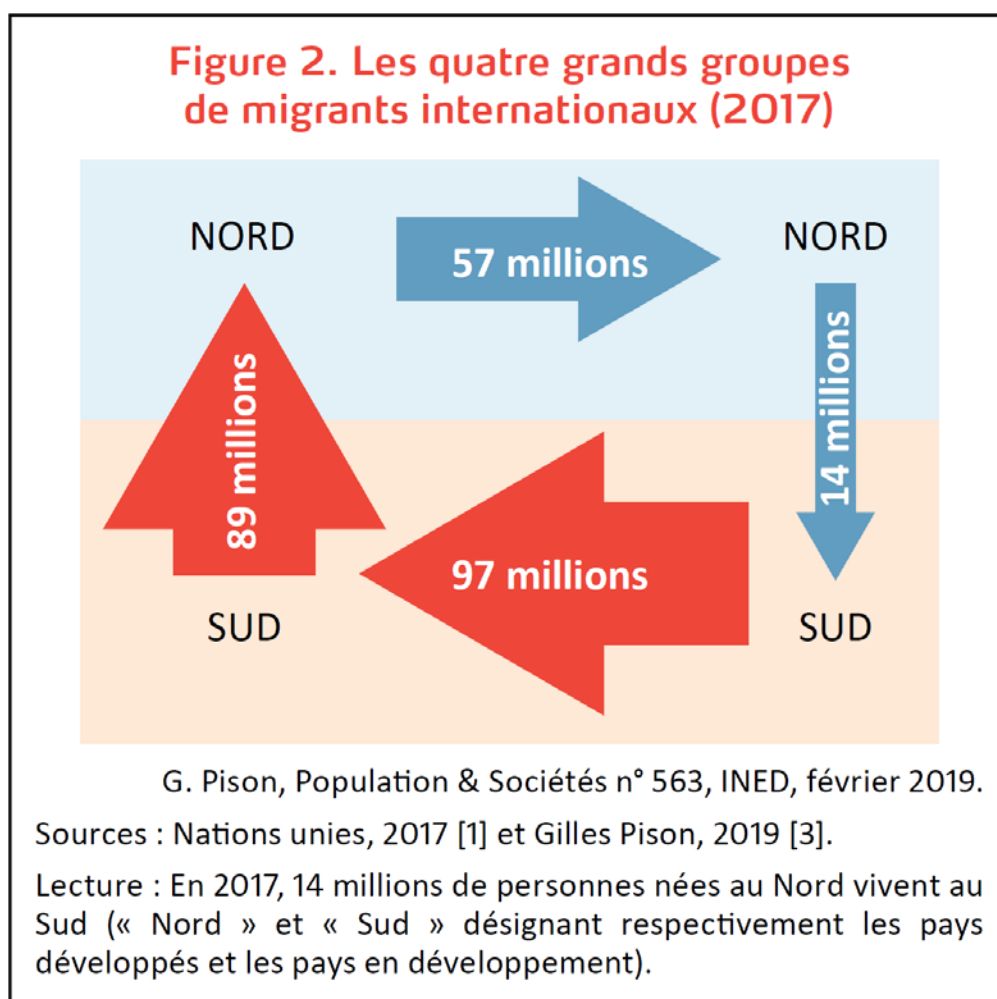 Figure 2. Les quatre grands groupes
de migrants internationaux (2017)
NORD
57 millions
NORD
89 millions
14 millions
97 millions
SUD
SUD
G. Pison, Population & Sociétés n° 563, INED, février 2019.
Sources : Nations unies, 2017 [1] et Gilles Pison, 2019 [3].
Lecture : En 2017, 14 millions de personnes nées au Nord vivent au
Sud (« Nord » et « Sud » désignant respectivement les pays
développés et les pays en développement).